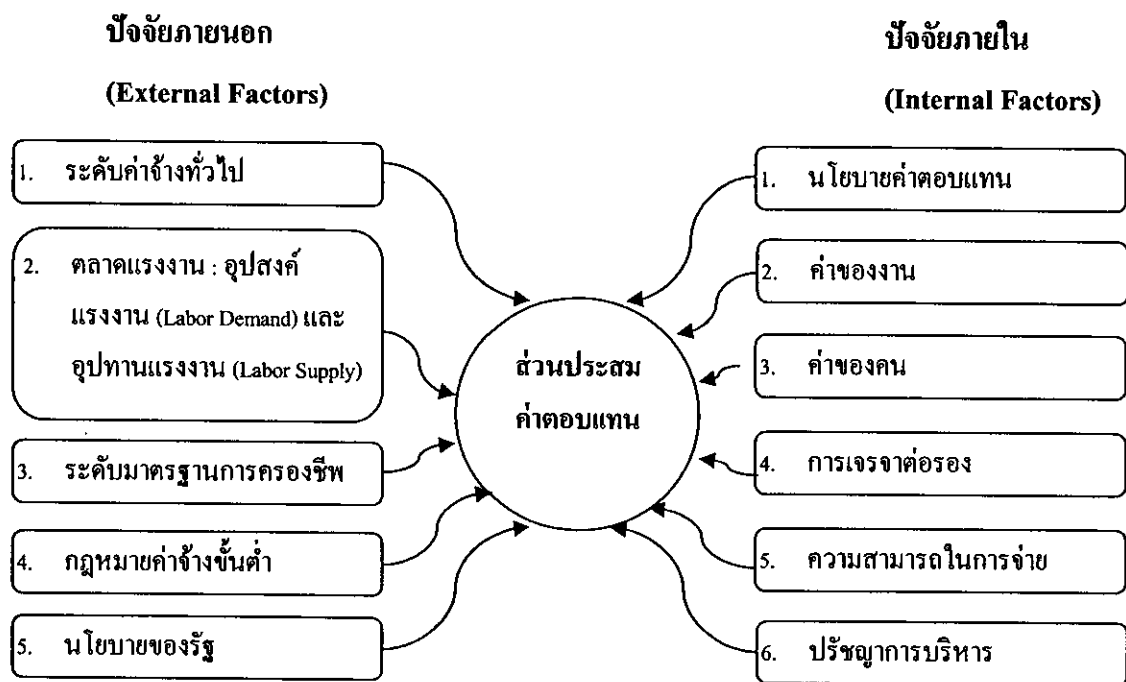 ปัจจัยภายนอก
(External Factors)
1. ระดับค่าจ้างทั่วไป
2. ตลาดแรงงาน : อุปสงค์
แรงงาน (Labor Demand) และ
อุปทานแรงงาน (Labor Supply)
3. ระดับมาตรฐานการครองชีพ
4. กฎหมายค่าจ้างขั้นต่ำ
5. นโยบายของรัฐ
ส่วนประสม
ค่าตอบแทน
ปัจจัยภายใน
(Internal Factors)
1. นโยบายค่าตอบแทน
2. ค่าของงาน
3. ค่าของคน
4. การเจรจาต่อรอง
5. ความสามารถในการจ่าย
6. ปรัชญาการบริหาร